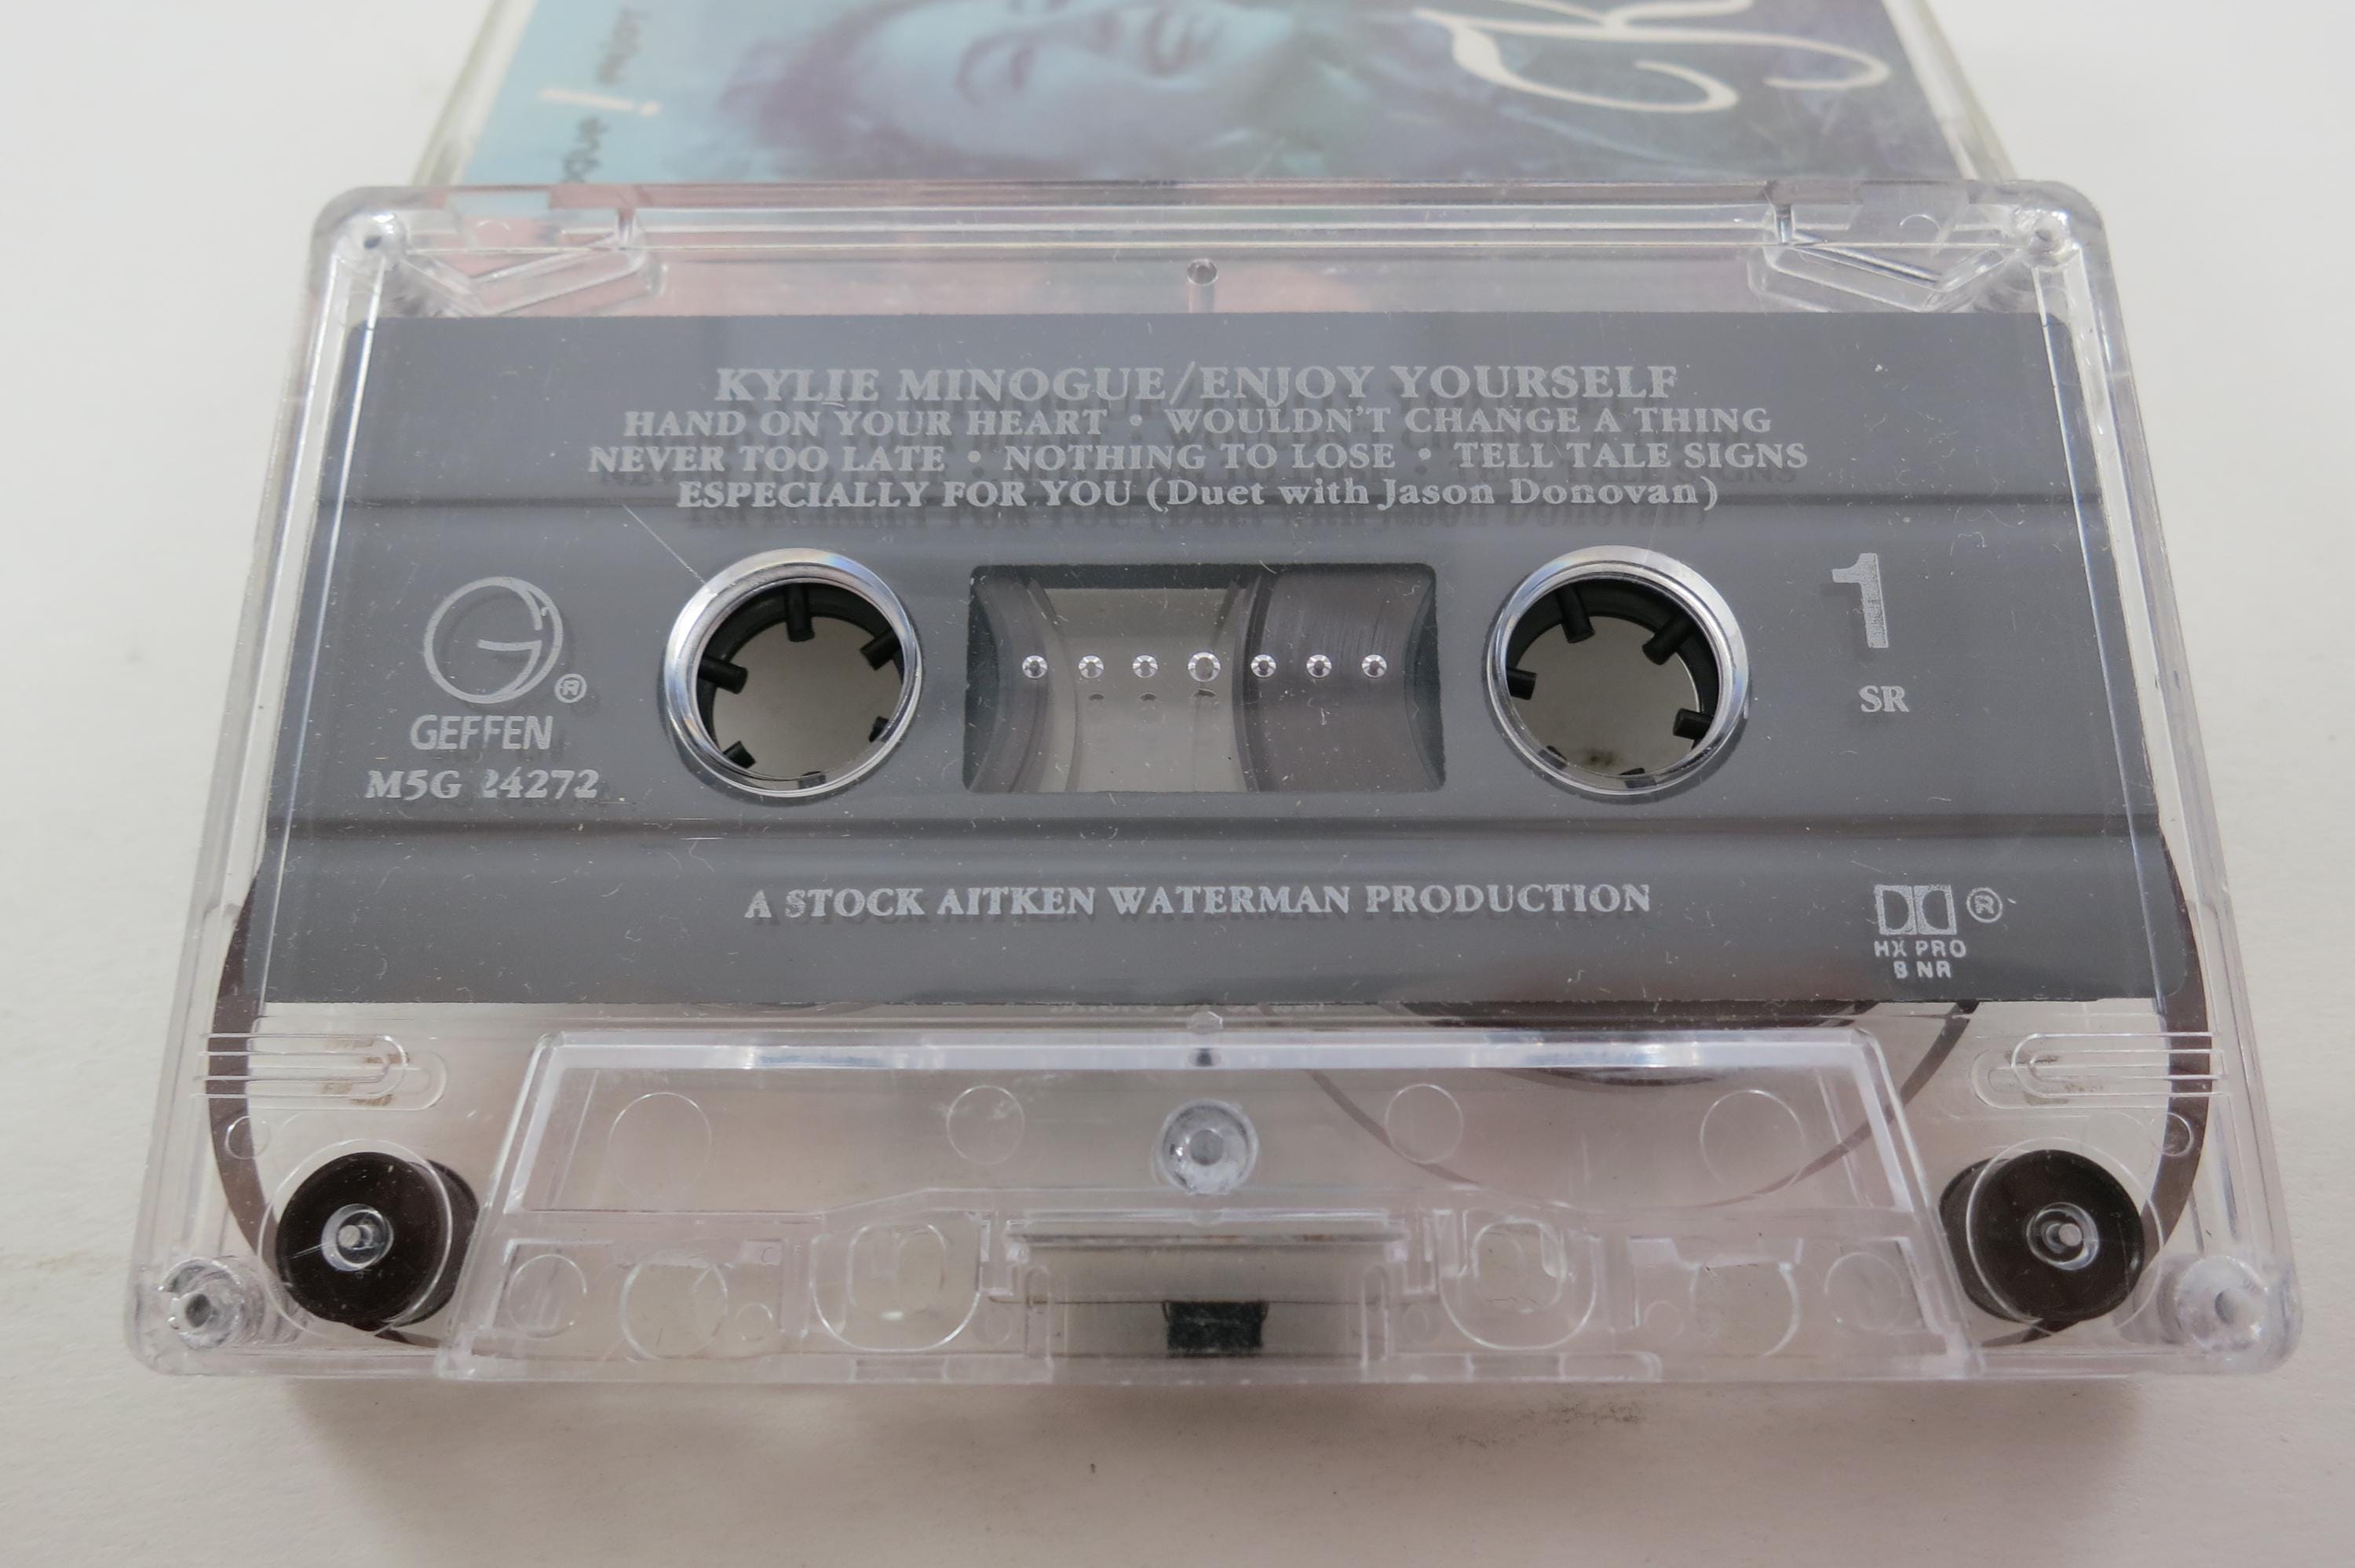 KYLIE MINOGUE/ENJOY YOURSELF
HAND ON YOUR HEART • WOULDN'T CHANGE A THING
NEVER TOO LATE • NOTHING TO LOSE • TELL TALE SIGNS
ESPECIALLY FOR YOU (Duet with Jason Donovan)
1
SR
®
GEFFEN
M5G 24272
A STOCK AITKEN WATERMAN PRODUCTION
®
HX PRO
B NR